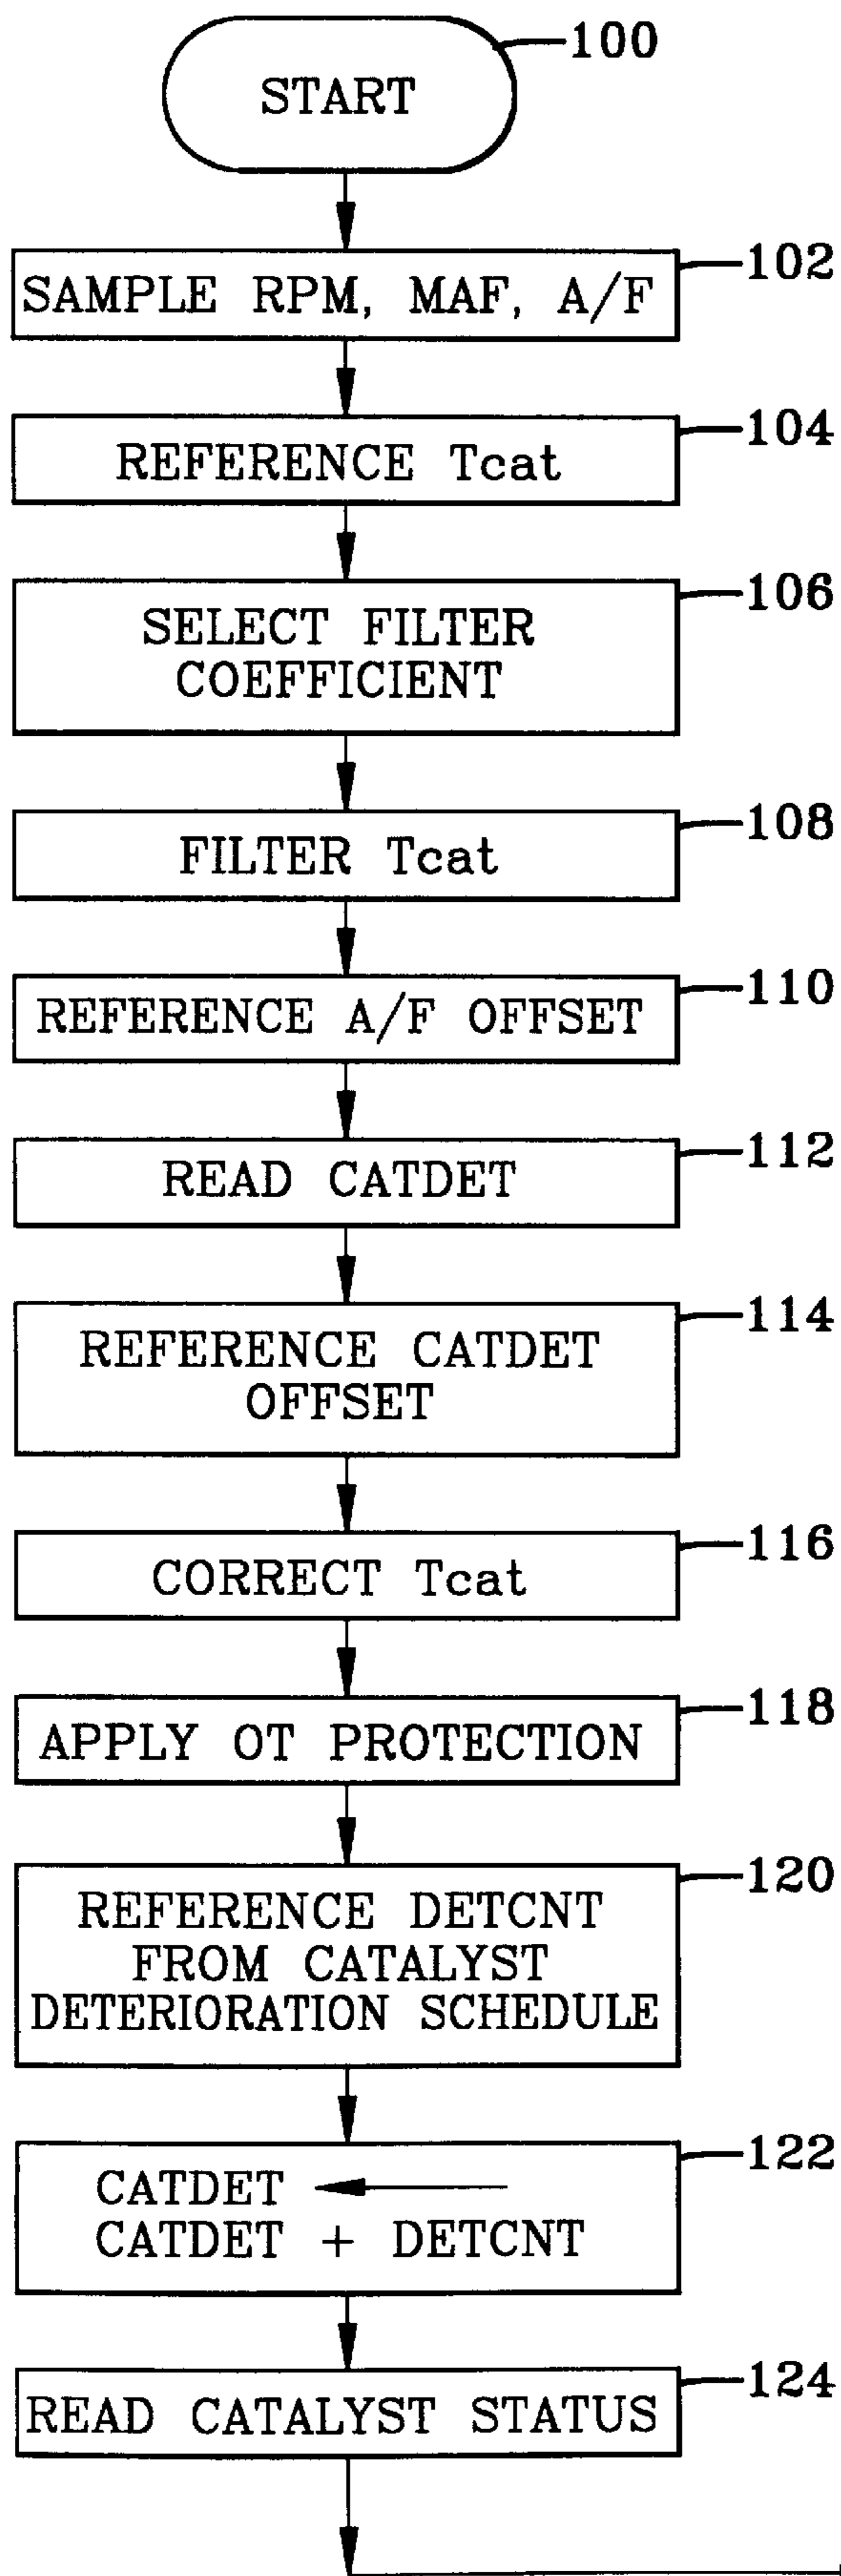 100
START
102
SAMPLE RPM, MAF, A/F
104
REFERENCE Tcat
106
SELECT FILTER
COEFFICIENT
108
FILTER Tcat
110
REFERENCE A/F OFFSET
112
READ CATDET
114
REFERENCE CATDET
OFFSET
116
CORRECT Tcat
118
APPLY OT PROTECTION
120
REFERENCE DETCNT
FROM CATALYST
DETERIORATION SCHEDULE
122
CATDET ←
CATDET + DETCNT
124
READ CATALYST STATUS